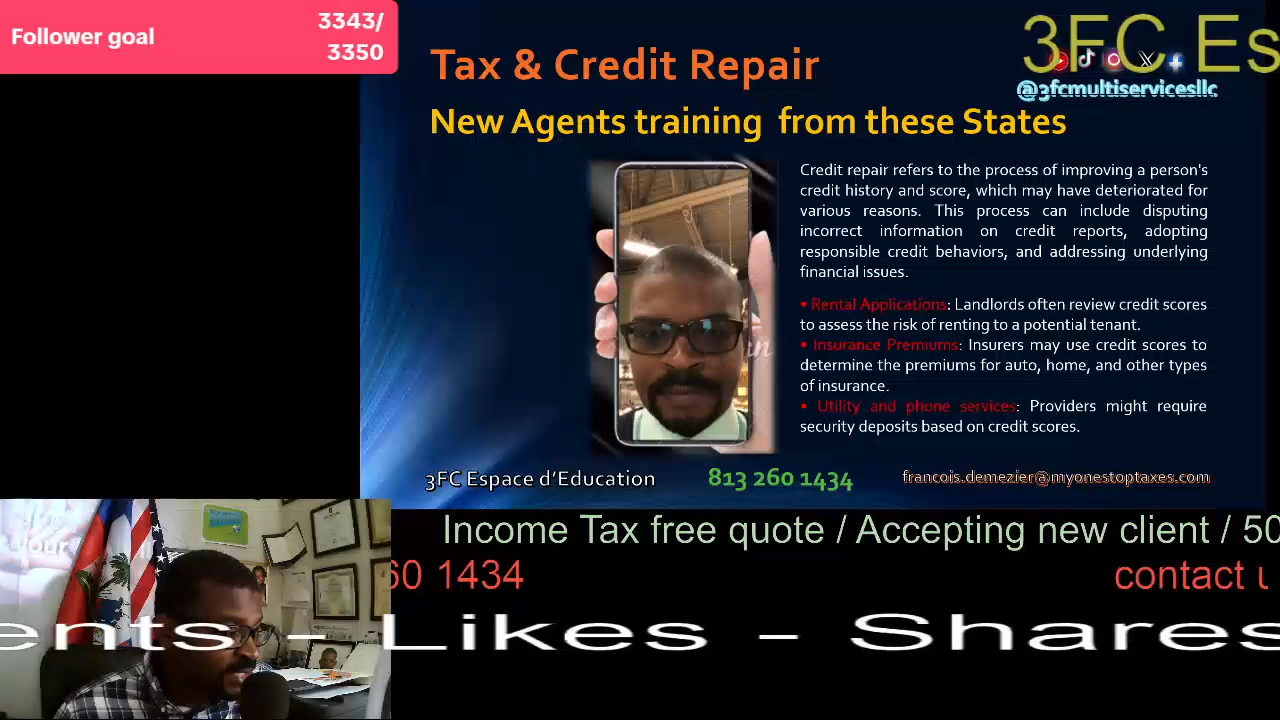 Follower goal
3343/
3350
3FC Es
Tax & Credit Repair
@3fcmultiservicesllc
New Agents training from these States
Credit repair refers to the process of improving a person's
credit history and score, which may have deteriorated for
various reasons. This process can include disputing
incorrect information on credit reports, adopting
responsible credit behaviors, and addressing underlying
financial issues.
• Rental Applications: Landlords often review credit scores
to assess the risk of renting to a potential tenant.
• Insurance Premiums: Insurers may use credit scores to
determine the premiums for auto, home, and other types
of insurance.
• Utility and phone services: Providers might require
security deposits based on credit scores.
3FC Espace d'Education
813 260 1434
francois.demezier@myonestoptaxes.com
Income Tax free quote / Accepting new client / 50
60 1434
contact u
ents - Likes - Shares
your